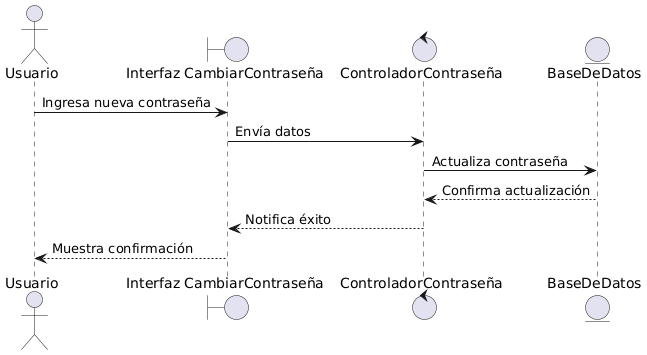 Usuario
Interfaz CambiarContraseña
ControladorContraseña
BaseDeDatos
Ingresa nueva contraseña
Envía datos
Actualiza contraseña
Confirma actualización
Notifica éxito
Muestra confirmación
Usuario
Interfaz CambiarContraseña
ControladorContraseña
BaseDeDatos